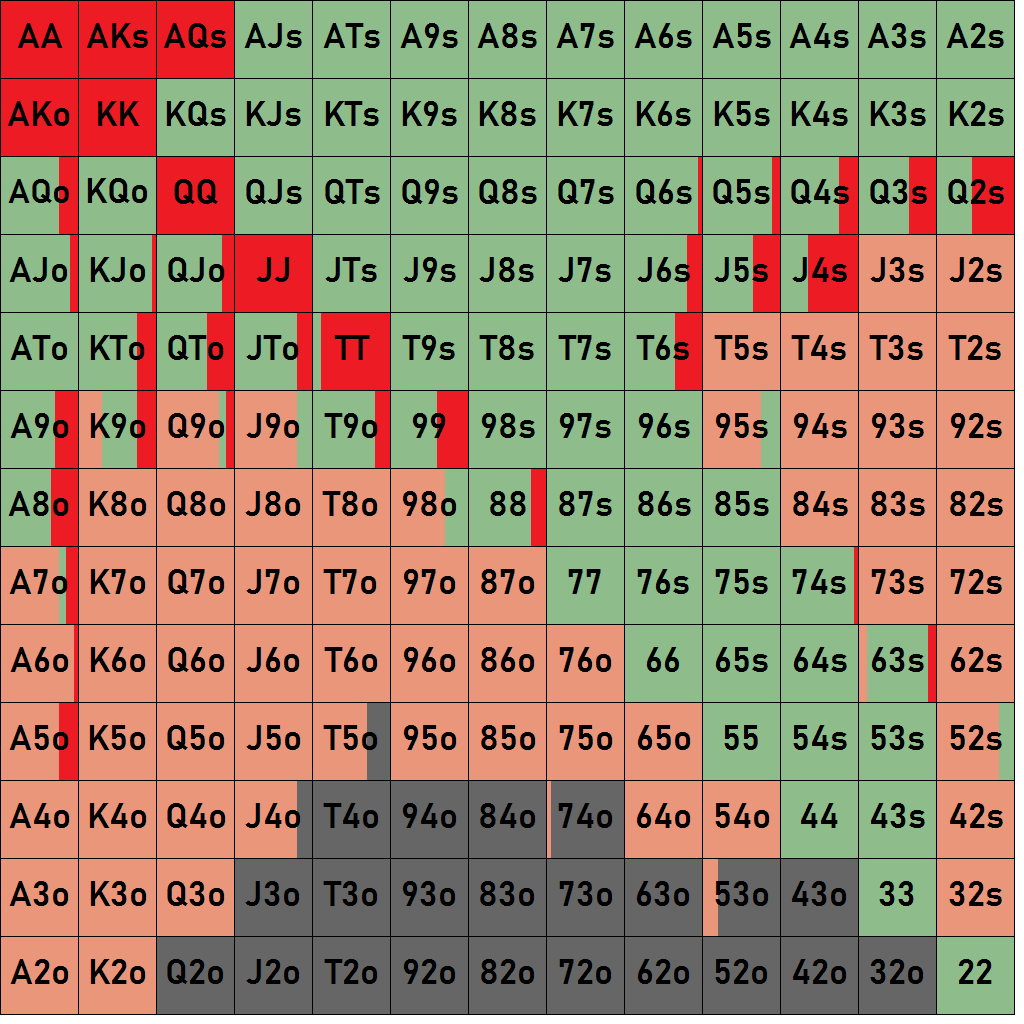 AA AKs AQs AJs ATs A9s A8s A7s A6s A5s A4s A3s A2s
AKo KK KQs KJs KTs K9s K8s K7s K6s K5s K4s K3s K2s
AQo KQo QQ QJs QTs Q9s Q8s Q7s Q6s Q5s Q4s Q3s Q2s
AJo KJo QJo JJ JTs J9s J8s J7s J6s J5s J4s J3s J2s
ATo KTo QTo JTo TT T9s T8s T7s T6s T5s T4s T3s T2s
A9o K9o Q9o J9o T9o 99 98s 97s 96s 95s 94s 93s 92s
A8o K8o Q8o J8o T8o 98o 88 87s 86s 85s 84s 83s 82s
A7o K7o Q7o J7o T7o 97o 87o 77 76s 75s 74s 73s 72s
A6o K6o Q6o J6o T6o 96o 86o 76o 66 65s 64s 63s 62s
A5o K5o Q5o J5o T5o 95o 85o 75o 65o 55 54s 53s 52s
A4o K4o Q4o J4o T4o 94o 84o 74o 64o 54o 44 43s 42s
A3o K3o Q3o J3o T3o 93o 83o 73o 63o 53o 43o 33 32s
A2o K2o Q2o J2o T2o 92o 82o 72o 62o 52o 42o 32o 22